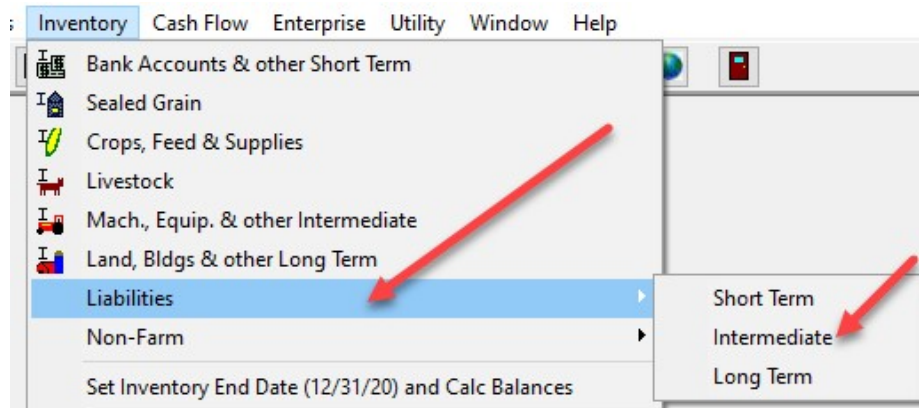 Inventory Cash Flow Enterprise Utility Window Help
Bank Accounts & other Short Term
Sealed Grain
Crops, Feed & Supplies
Livestock
Mach., Equip. & other Intermediate
Land, Bldgs & other Long Term
Liabilities
Non-Farm
Set Inventory End Date (12/31/20) and Calc Balances
Short Term
Intermediate
Long Term